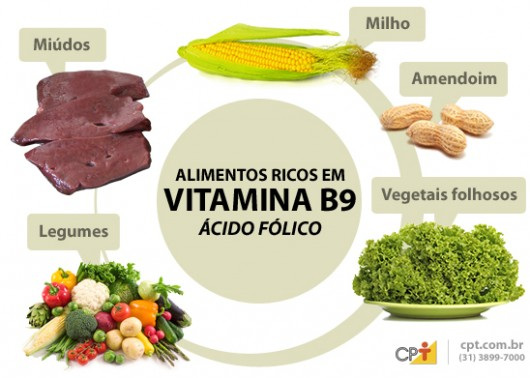 Milho
Miúdos
Amendoim
ALIMENTOS RICOS EM
VITAMINA B9
ÁCIDO FÓLICO
Vegetais folhosos
Legumes
CPT
cpt.com.br
(31) 3899-7000